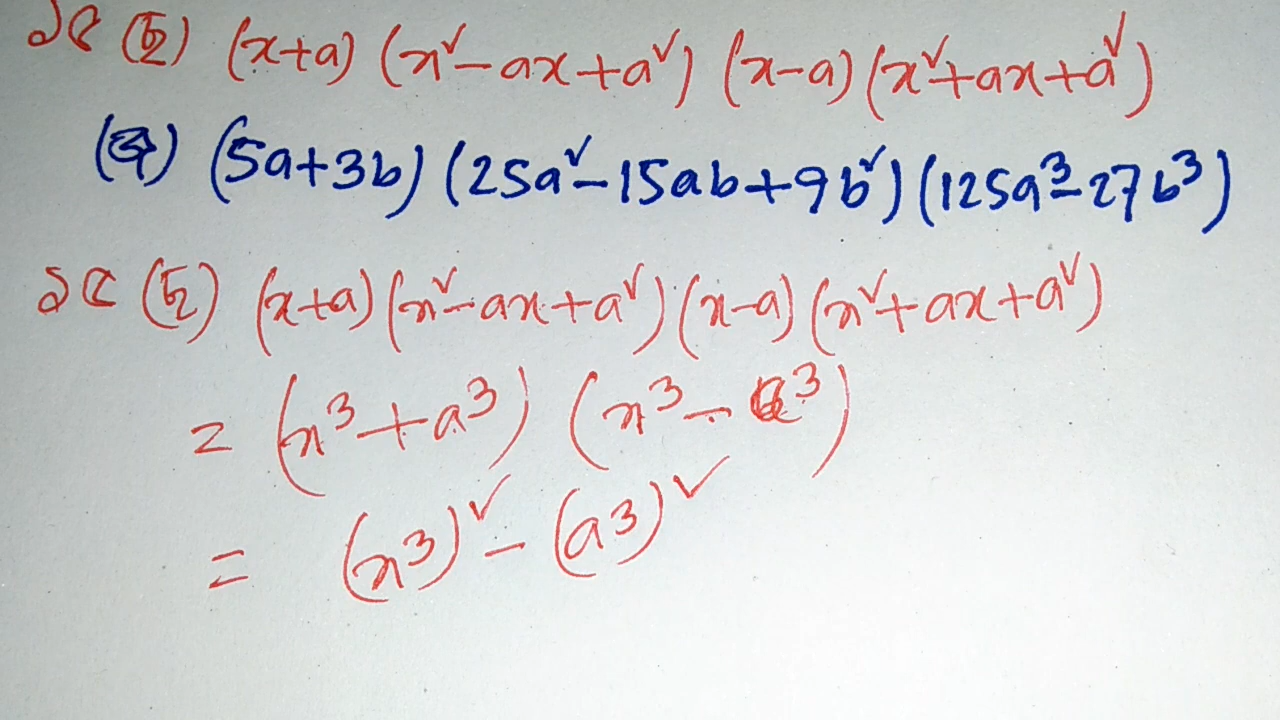 ১৫ (চ) (x+a) (x²-ax+a²) (x-a) (x²+ax+a²)
(ছ) (5a+3b) (25a²-15ab+9b²) (125a³-27b³)
১৫ (চ) (x+a) (x²-ax+a²) (x-a) (x²+ax+a²)
= (x³+a³) (x³-a³)
= (x³)² - (a³)²